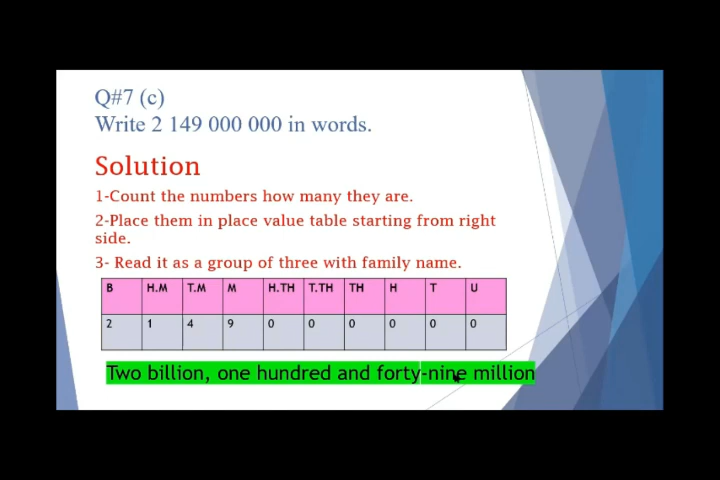 Q#7 (c)
Write 2 149 000 000 in words.
Solution
1-Count the numbers how many they are.
2-Place them in place value table starting from right
side.
3- Read it as a group of three with family name.
B H.M T.M M H.TH T.TH TH H T U
2 1 4 9 0 0 0 0 0 0
Two billion, one hundred and forty-nine million